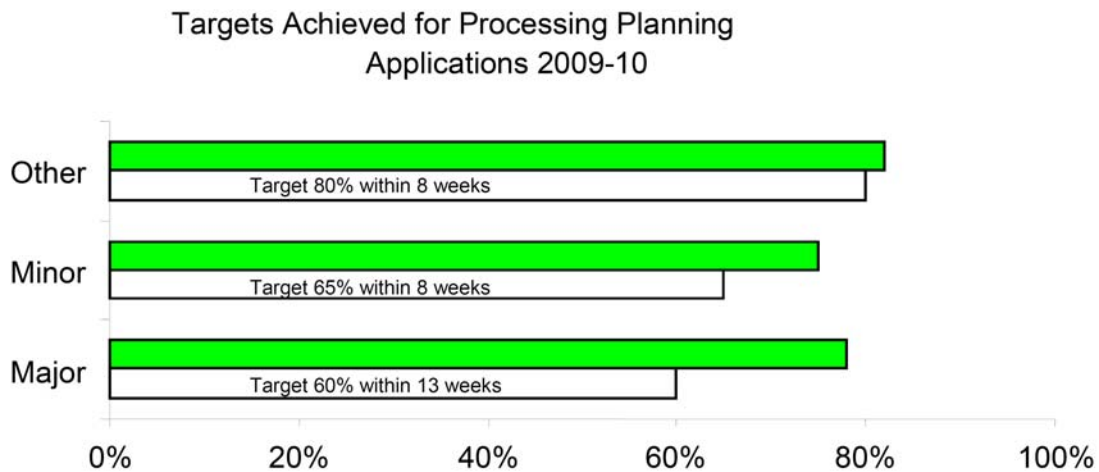 Targets Achieved for Processing Planning
Applications 2009-10
Other
Target 80% within 8 weeks
Minor
Target 65% within 8 weeks
Major
Target 60% within 13 weeks
0% 20% 40% 60% 80% 100%